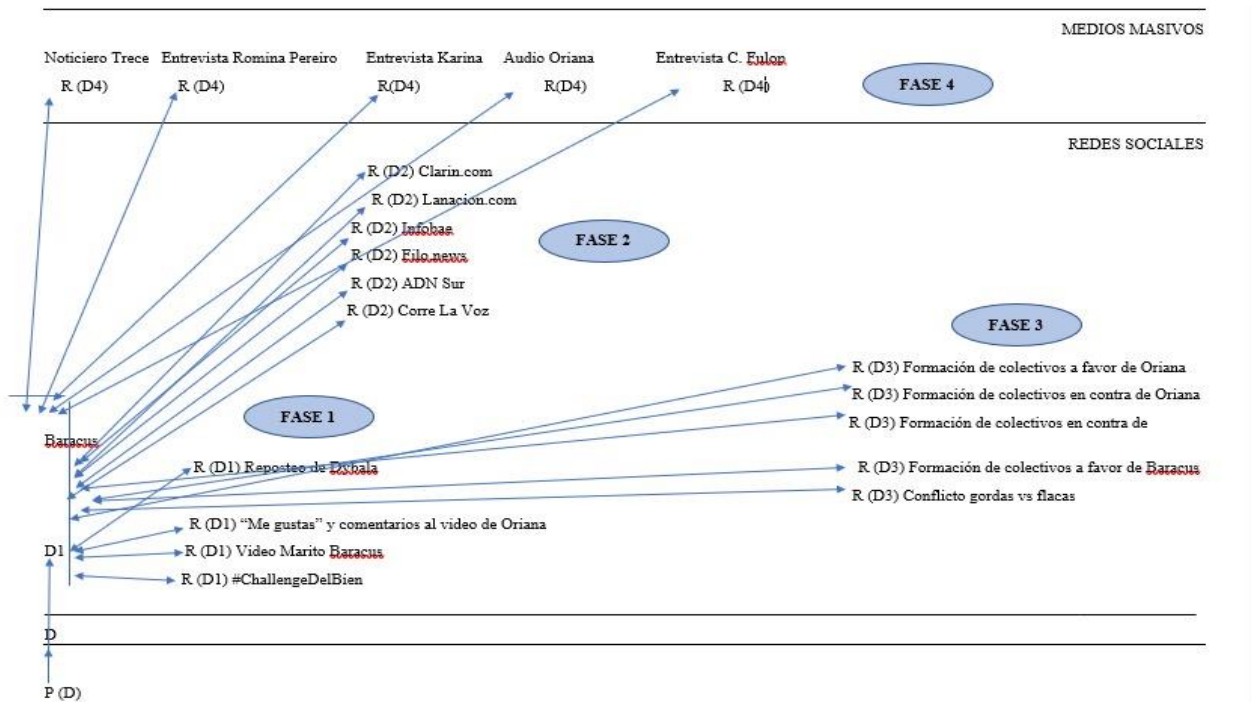 MEDIOS MASIVOS
Noticiero Trece Entrevista Romina Pereiro Entrevista Karina Audio Oriana Entrevista C. Fulop
R (D4) R (D4) R(D4) R(D4) R (D4) FASE 4
REDES SOCIALES
R (D2) Clarin.com
R (D2) Lanacion.com
R (D2) Infobae
FASE 2
R (D2) Filo.news
R (D2) ADN Sur
R (D2) Corre La Voz
FASE 3
R (D3) Formación de colectivos a favor de Oriana
R (D3) Formación de colectivos en contra de Oriana
FASE 1
R (D3) Formación de colectivos en contra de
Baracus
R (D1) Reposteo de Dybala R (D3) Formación de colectivos a favor de Baracus
R (D3) Conflicto gordas vs flacas
R (D1) “Me gustas” y comentarios al video de Oriana
D1 R (D1) Video Marito Baracus
R (D1) #ChallengeDelBien
D
P (D)